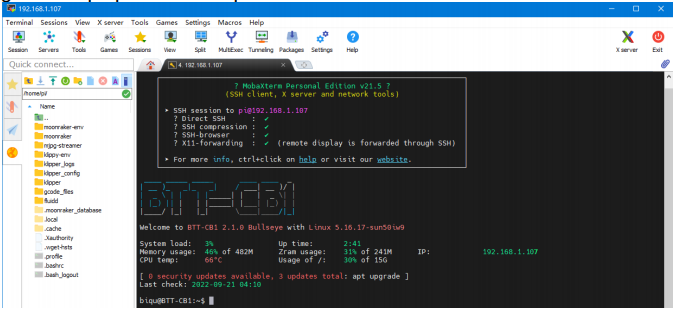 192.168.1.107
Terminal Sessions View X server Tools Games Settings Macros Help
Session Servers Tools Games Sessions View Split MultiExec Tunneling Packages Settings Help X server Exit
Quick connect...
4. 192.168.1.107
/home/pi/
Name
..
moonraker-env
moonraker
mjpg-streamer
klippy-env
klipper_logs
klipper_config
klipper
gcode_files
fluidd
.moonraker_database
.local
.cache
.Xauthority
.wget-hsts
.profile
.bashrc
.bash_logout
? MobaXterm Personal Edition v21.5 ?
(SSH client, X server and network tools)
➤ SSH session to pi@192.168.1.107
? Direct SSH : ✔
? SSH compression : ✔
? SSH-browser : ✔
? X11-forwarding : ✔ (remote display is forwarded through SSH)
➤ For more info, ctrl+click on help or visit our website.
BTT-CB1
Welcome to BTT-CB1 2.1.0 Bullseye with Linux 5.16.17-sun50iw9
System load: 3% Up time: 2:41
Memory usage: 46% of 482M Zram usage: 31% of 241M IP: 192.168.1.107
CPU temp: 66°C Usage of /: 30% of 15G
[ 0 security updates available, 3 updates total: apt upgrade ]
Last check: 2022-09-21 04:10
biqu@BTT-CB1:~$